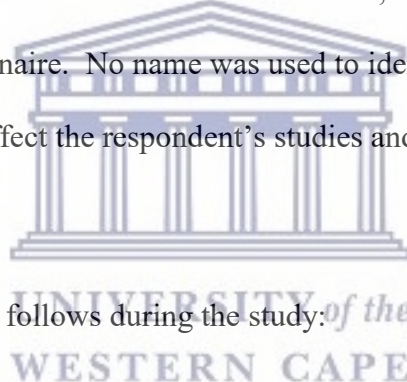 naire. No name was used to ide
ffect the respondent’s studies and
follows during the study:
UNIVERSITY of the
WESTERN CAPE